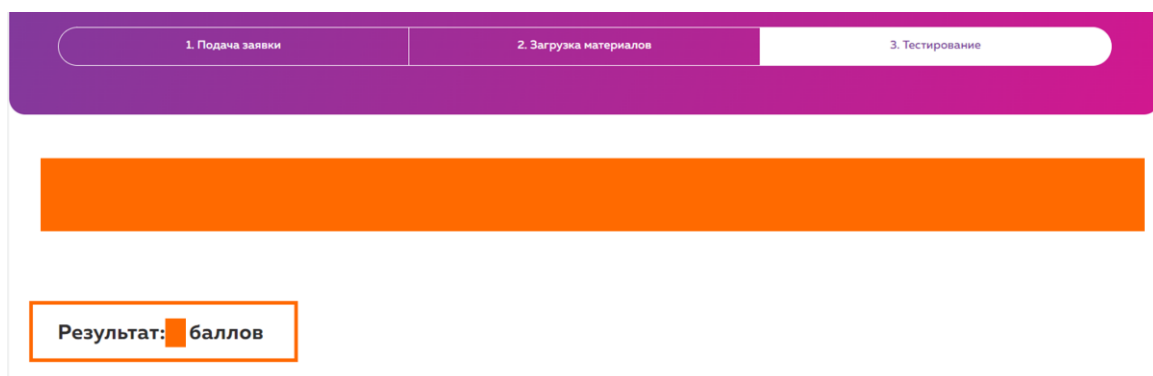 1. Подача заявки
2. Загрузка материалов
3. Тестирование
Результат: баллов